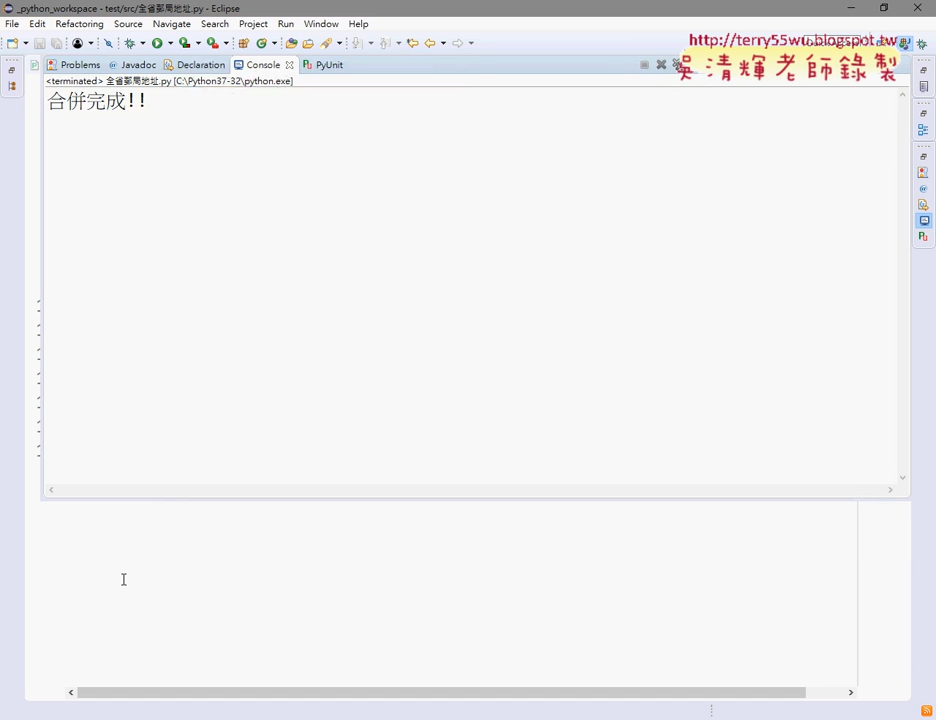 _python_workspace - test/src/全省郵局地址.py - Eclipse
File Edit Refactoring Source Navigate Search Project Run Window Help
http://terry55wu.blogspot.tw
吳清輝老師錄製
Problems Javadoc Declaration Console PyUnit
<terminated> 全省郵局地址.py [C:\Python37-32\python.exe]
合併完成!!